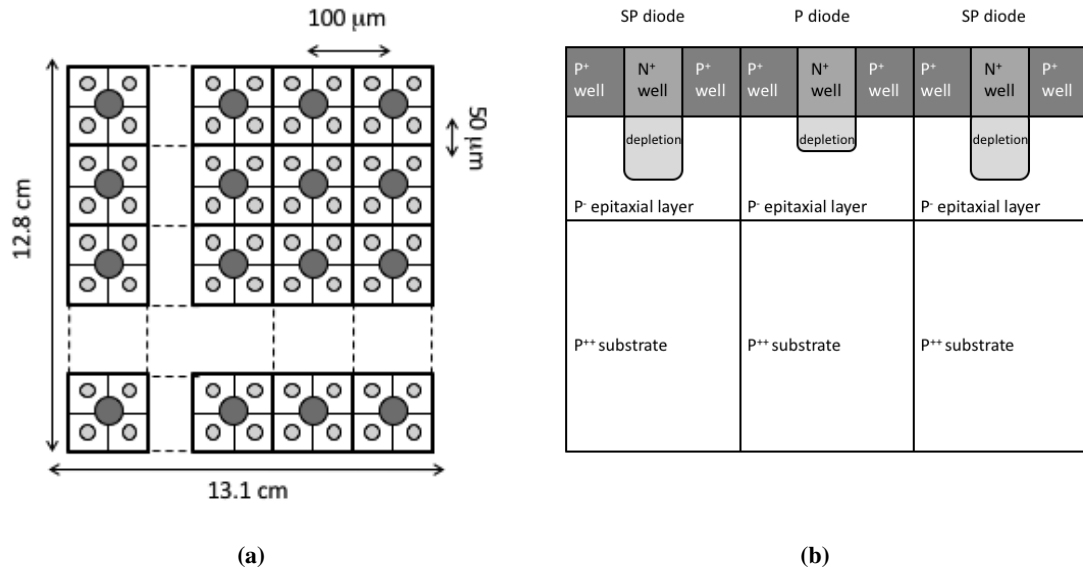 100 μm
50 μm
12.8 cm
13.1 cm
(a)
SP diode P diode SP diode
P⁺ N⁺ P⁺ P⁺ N⁺ P⁺ P⁺ N⁺ P⁺
well well well well well well well well well
depletion depletion depletion
P⁻ epitaxial layer P⁻ epitaxial layer P⁻ epitaxial layer
P⁺⁺ substrate P⁺⁺ substrate P⁺⁺ substrate
(b)